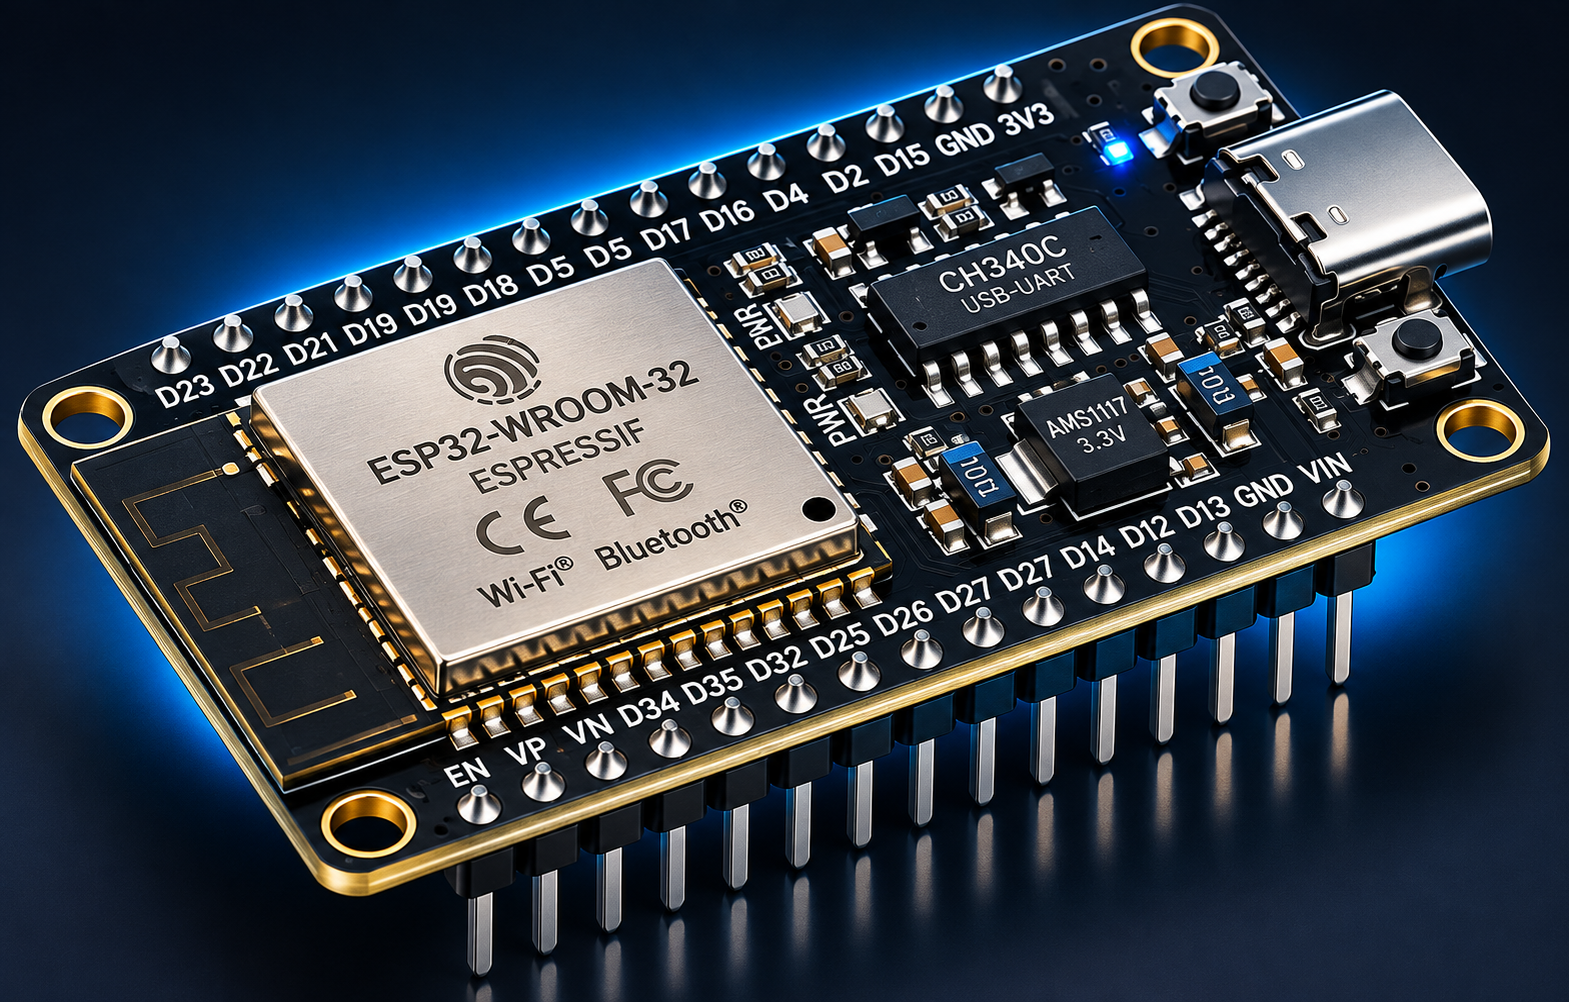 D23 D22 D21 D19 D19 D18 D5 D5 D17 D16 D4 D2 D15 GND 3V3
ESP32-WROOM-32
ESPRESSIF
CE FC
Wi-Fi® Bluetooth®
PWR
PWR
CH340C
USB-UART
AMS1117
3.3V
EN VP VN D34 D35 D32 D25 D26 D27 D27 D14 D12 D13 GND VIN